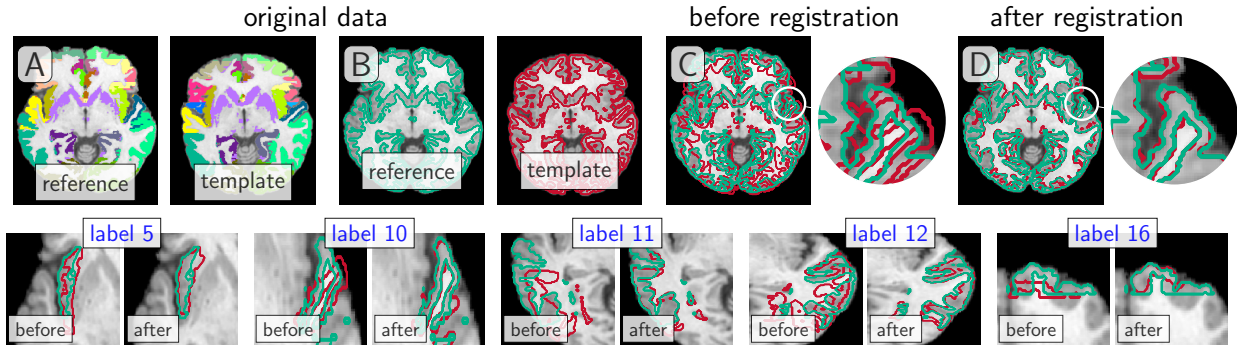 original data
before registration
after registration
A
B
C
D
reference
template
reference
template
label 5
label 10
label 11
label 12
label 16
before
after
before
after
before
after
before
after
before
after